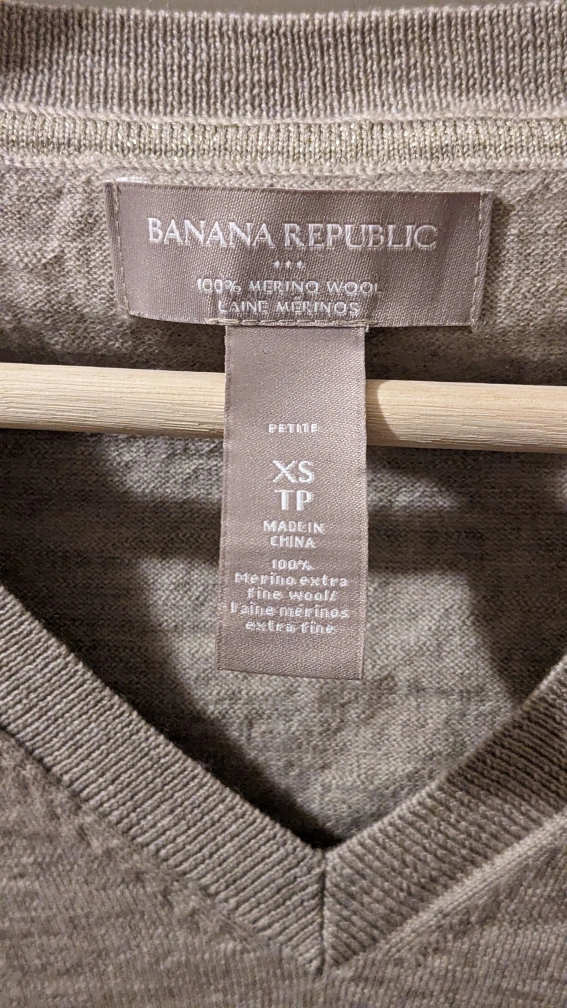 BANANA REPUBLIC
100% MERINO WOOL
LAINE MÉRINOS
PETITE
XS
TP
MADE IN
CHINA
100%
Merino extra
fine wool/
Laine merinos
extra fine